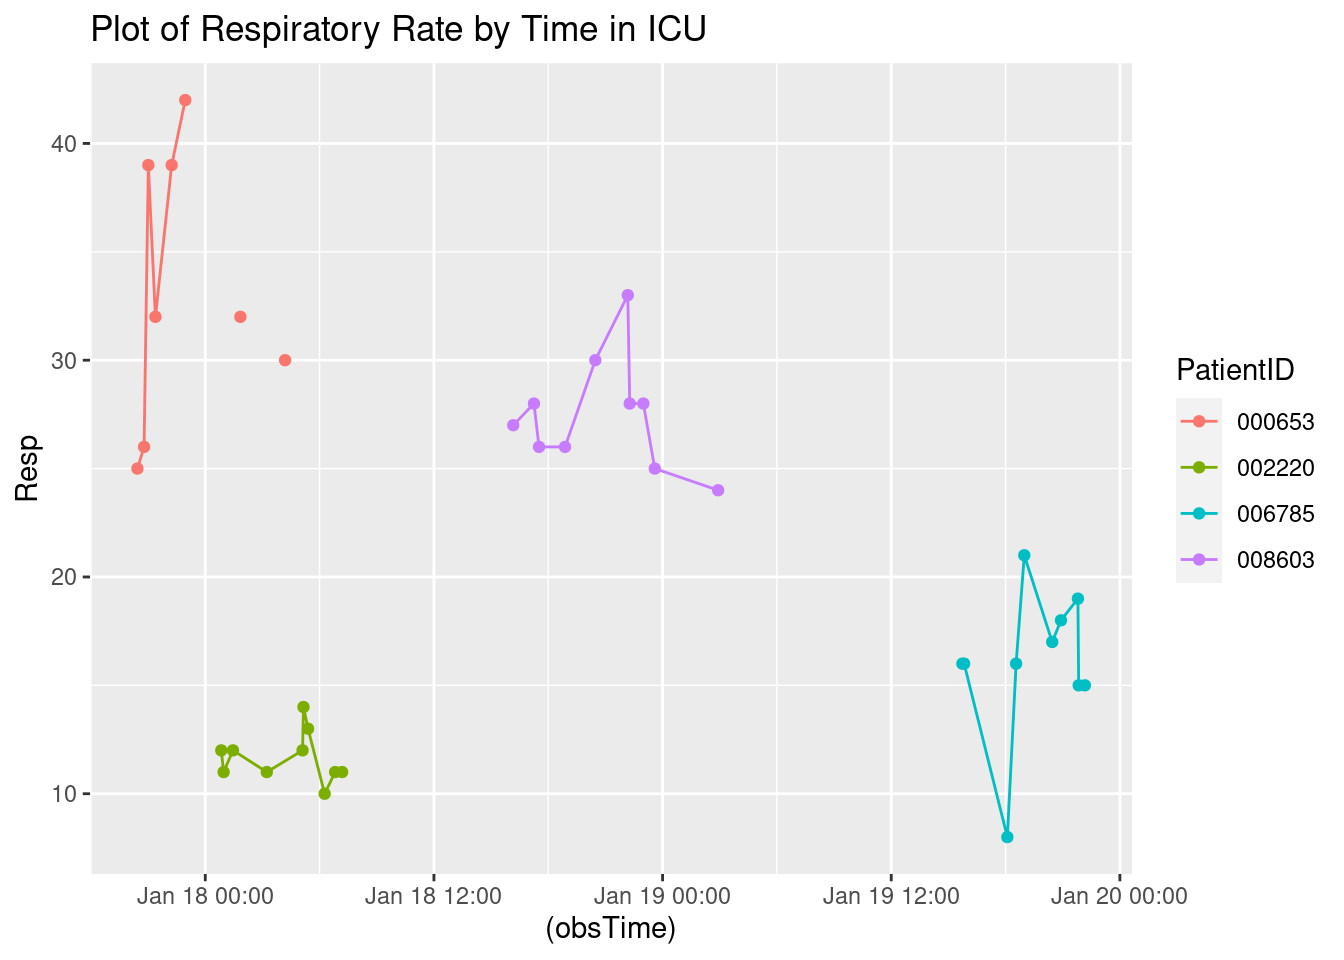 Plot of Respiratory Rate by Time in ICU
40
30
20
10
Resp
Jan 18 00:00
Jan 18 12:00
Jan 19 00:00
Jan 19 12:00
Jan 20 00:00
(obsTime)
PatientID
000653
002220
006785
008603